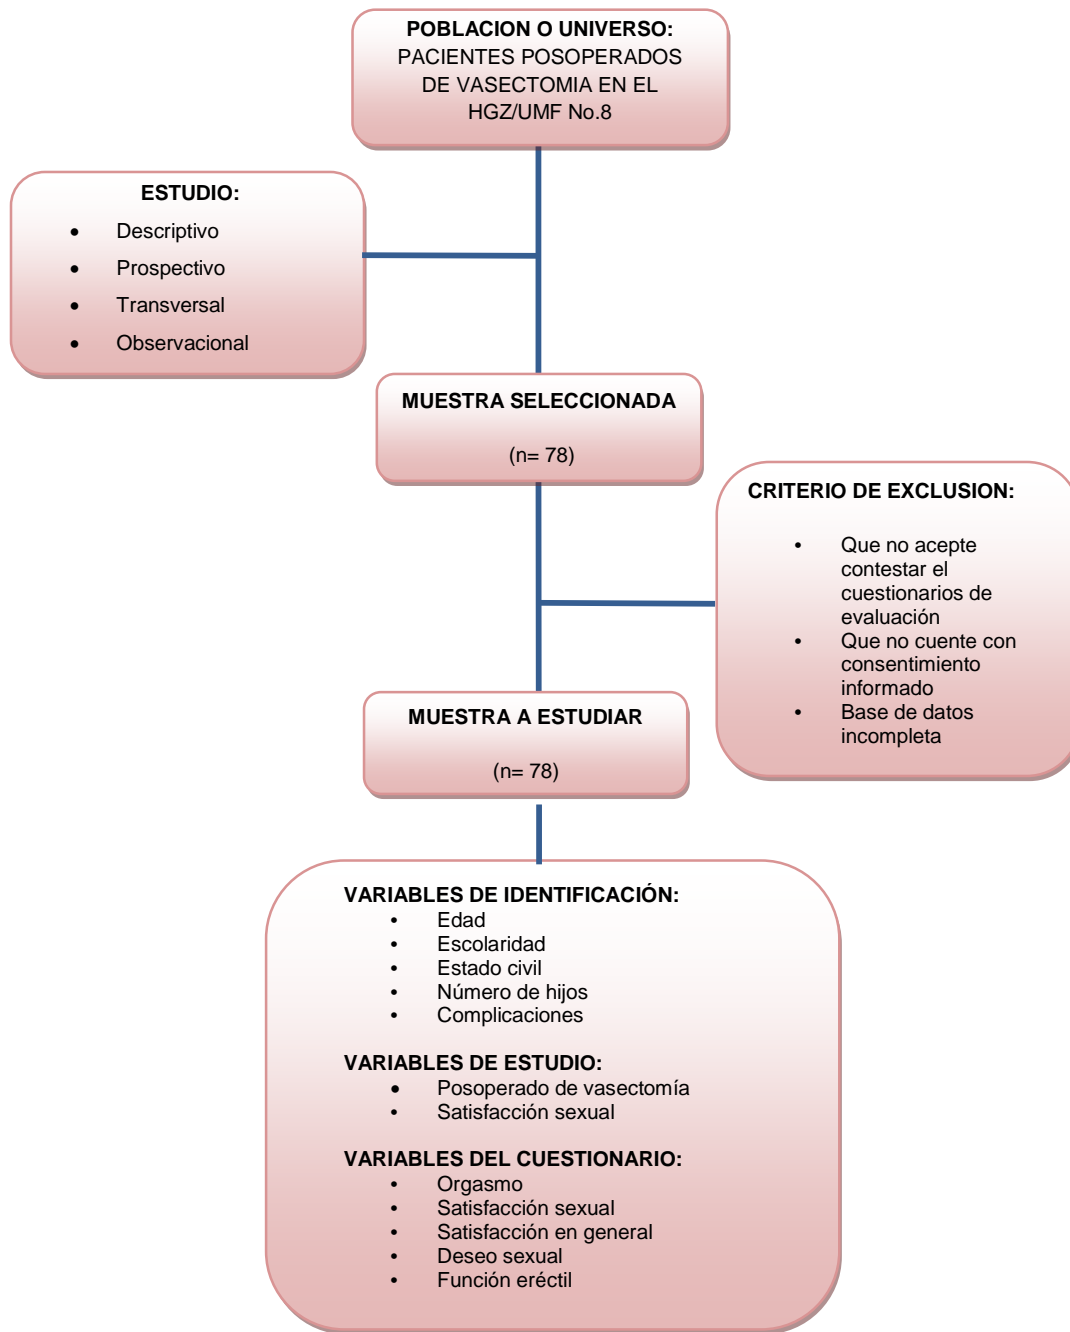 POBLACION O UNIVERSO:
PACIENTES POSOPERADOS
DE VASECTOMIA EN EL
HGZ/UMF No.8
ESTUDIO:
• Descriptivo
• Prospectivo
• Transversal
• Observacional
MUESTRA SELECCIONADA
(n= 78)
CRITERIO DE EXCLUSION:
• Que no acepte
contestar el
cuestionarios de
evaluación
• Que no cuente con
consentimiento
informado
• Base de datos
incompleta
MUESTRA A ESTUDIAR
(n= 78)
VARIABLES DE IDENTIFICACIÓN:
• Edad
• Escolaridad
• Estado civil
• Número de hijos
• Complicaciones
VARIABLES DE ESTUDIO:
• Posoperado de vasectomía
• Satisfacción sexual
VARIABLES DEL CUESTIONARIO:
• Orgasmo
• Satisfacción sexual
• Satisfacción en general
• Deseo sexual
• Función eréctil